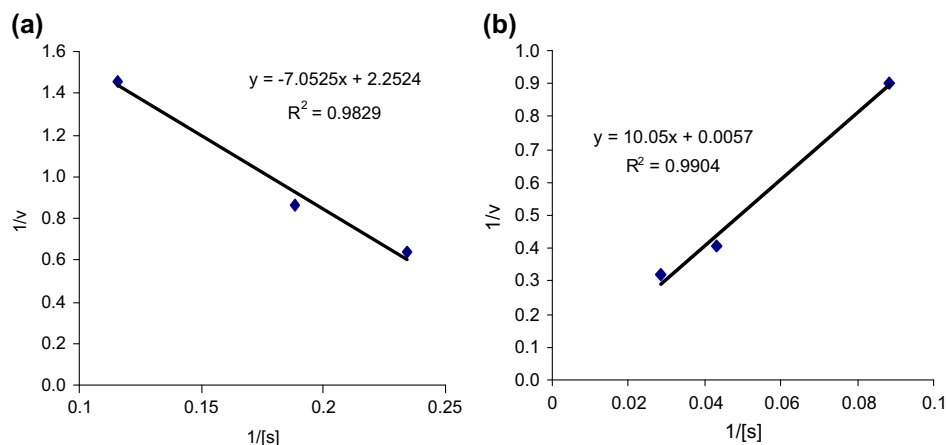 (a)
1.6
1.4
1.2
1.0
0.8
0.6
0.4
0.2
0.0
1/v
y = -7.0525x + 2.2524
R² = 0.9829
0.1 0.15 0.2 0.25
1/[s]
(b)
1.0
0.9
0.8
0.7
0.6
0.5
0.4
0.3
0.2
0.1
0.0
1/v
y = 10.05x + 0.0057
R² = 0.9904
0 0.02 0.04 0.06 0.08 0.1
1/[s]